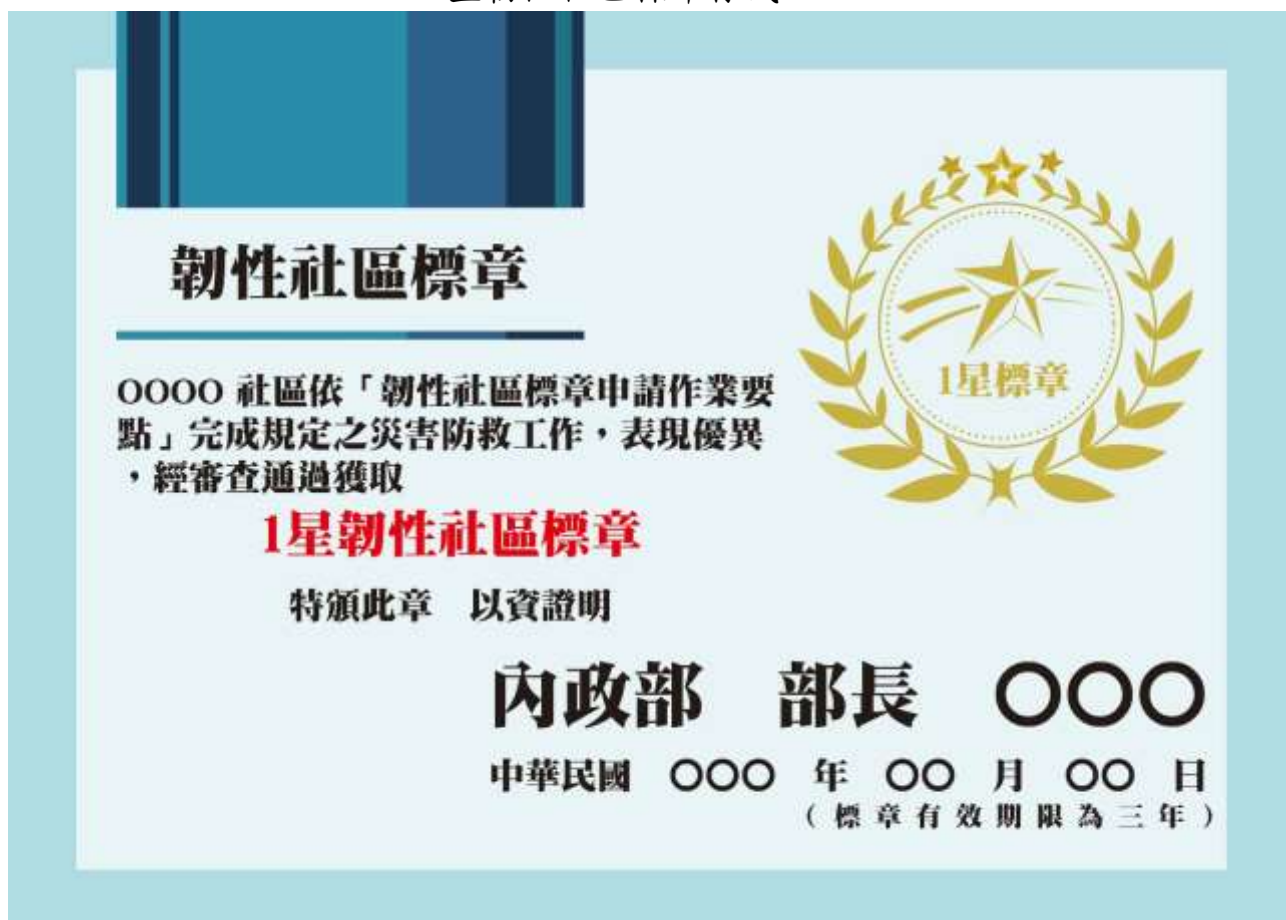 韌性社區標章
1星標章
OOOO 社區依「韌性社區標章申請作業要
點」完成規定之災害防救工作，表現優異
，經審查通過獲取
1星韌性社區標章
特頒此章 以資證明
內政部 部長 〇〇〇
中華民國 〇〇〇 年 〇〇 月 〇〇 日
（標章有效期限為三年）